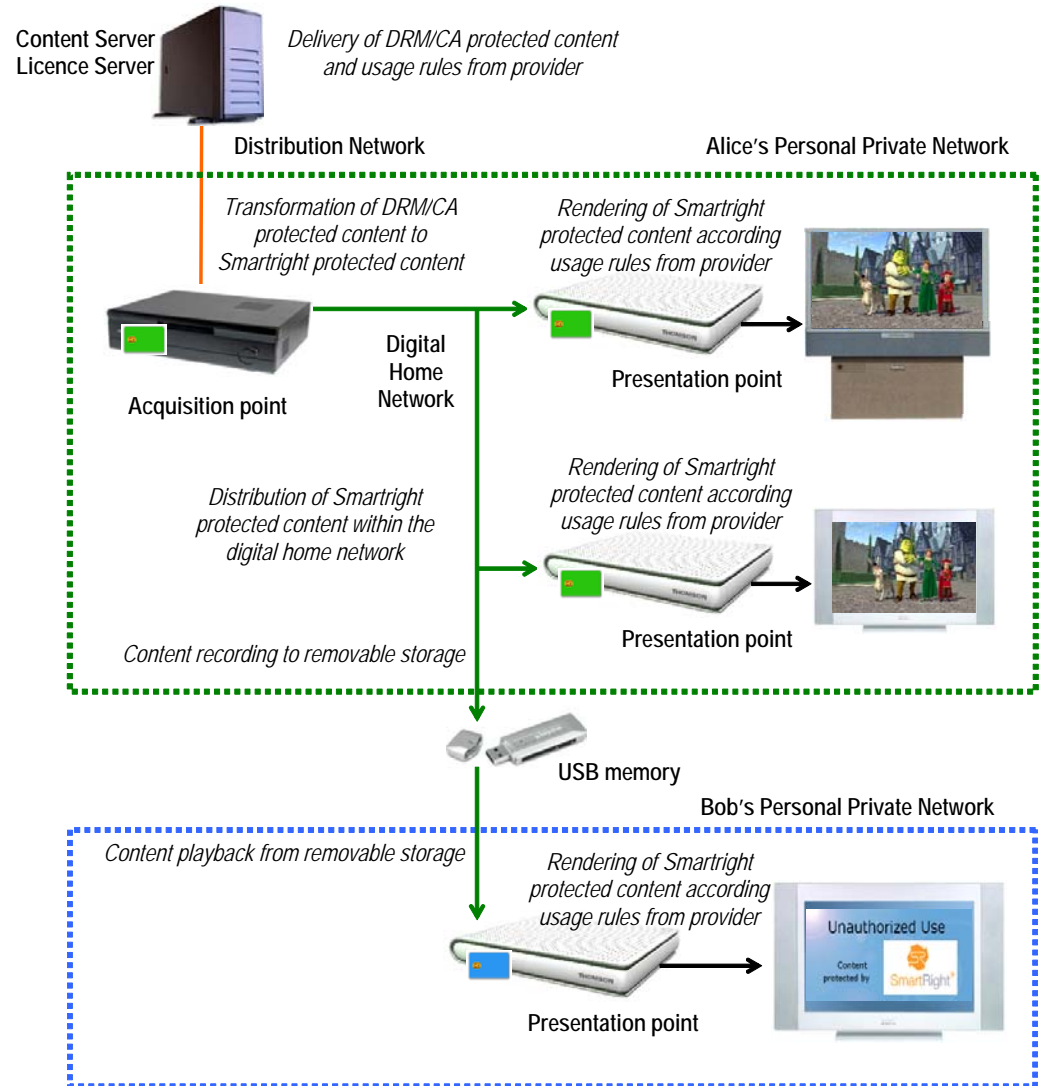 Content Server
Licence Server
Delivery of DRM/CA protected content
and usage rules from provider
Distribution Network
Alice's Personal Private Network
Transformation of DRM/CA
protected content to
Smartright protected content
Rendering of Smartright
protected content according
usage rules from provider
THOMSON
Digital
Home
Network
Presentation point
Acquisition point
Distribution of Smartright
protected content within the
digital home network
Rendering of Smartright
protected content according
usage rules from provider
THOMSON
Presentation point
Content recording to removable storage
USB memory
Bob's Personal Private Network
Content playback from removable storage
Rendering of Smartright
protected content according
usage rules from provider
THOMSON
Unauthorized Use
Content
protected by
SR
SmartRight
Presentation point